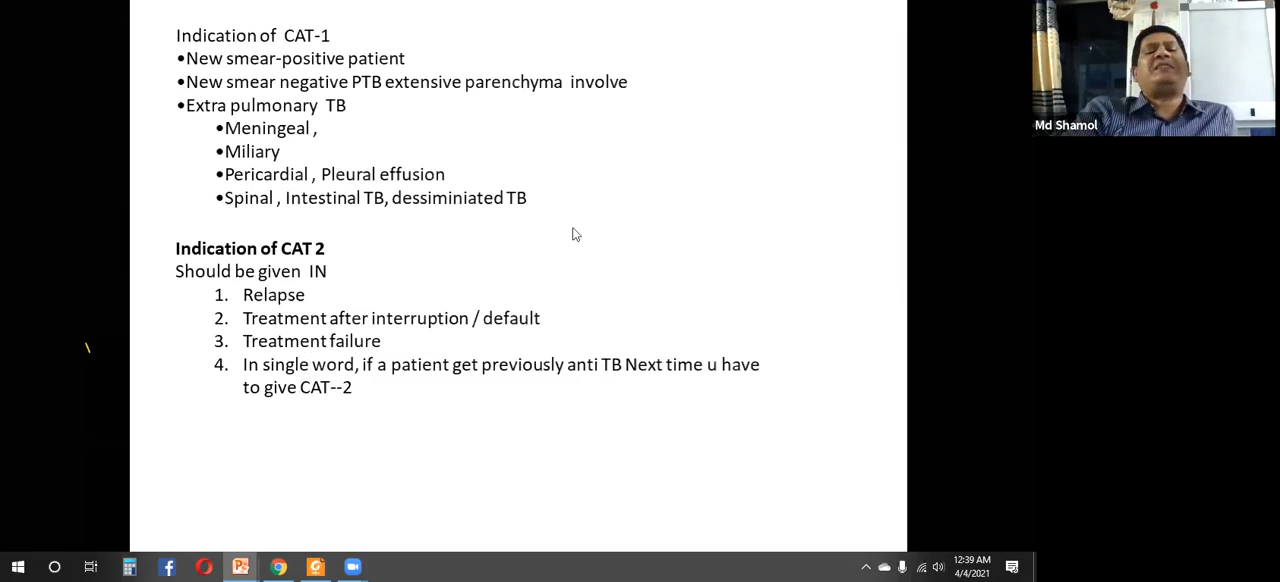 Indication of CAT-1
•New smear-positive patient
•New smear negative PTB extensive parenchyma involve
•Extra pulmonary TB
•Meningeal ,
•Miliary
•Pericardial , Pleural effusion
•Spinal , Intestinal TB, dessiminiated TB
Indication of CAT 2
Should be given IN
1. Relapse
2. Treatment after interruption / default
3. Treatment failure
4. In single word, if a patient get previously anti TB Next time u have
to give CAT--2
Md Shamol
12:39 AM
4/4/2021